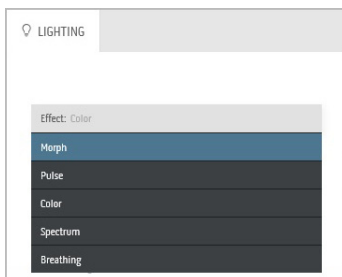 LIGHTING
Effect: Color
Morph
Pulse
Color
Spectrum
Breathing